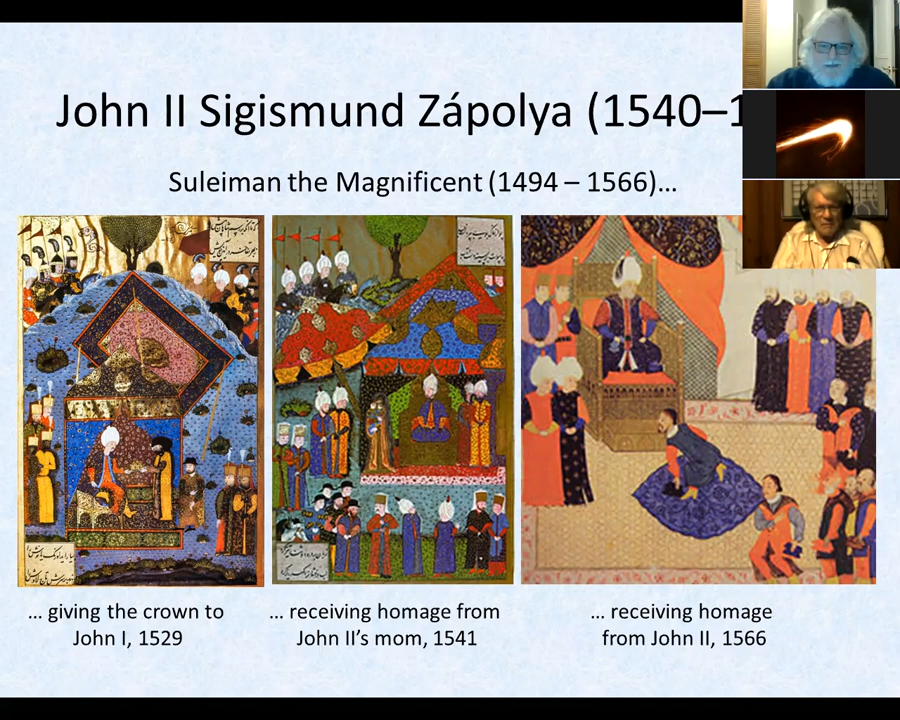 John II Sigismund Zápolya (1540–1
Suleiman the Magnificent (1494 – 1566)...
... giving the crown to
John I, 1529
... receiving homage from
John II’s mom, 1541
... receiving homage
from John II, 1566